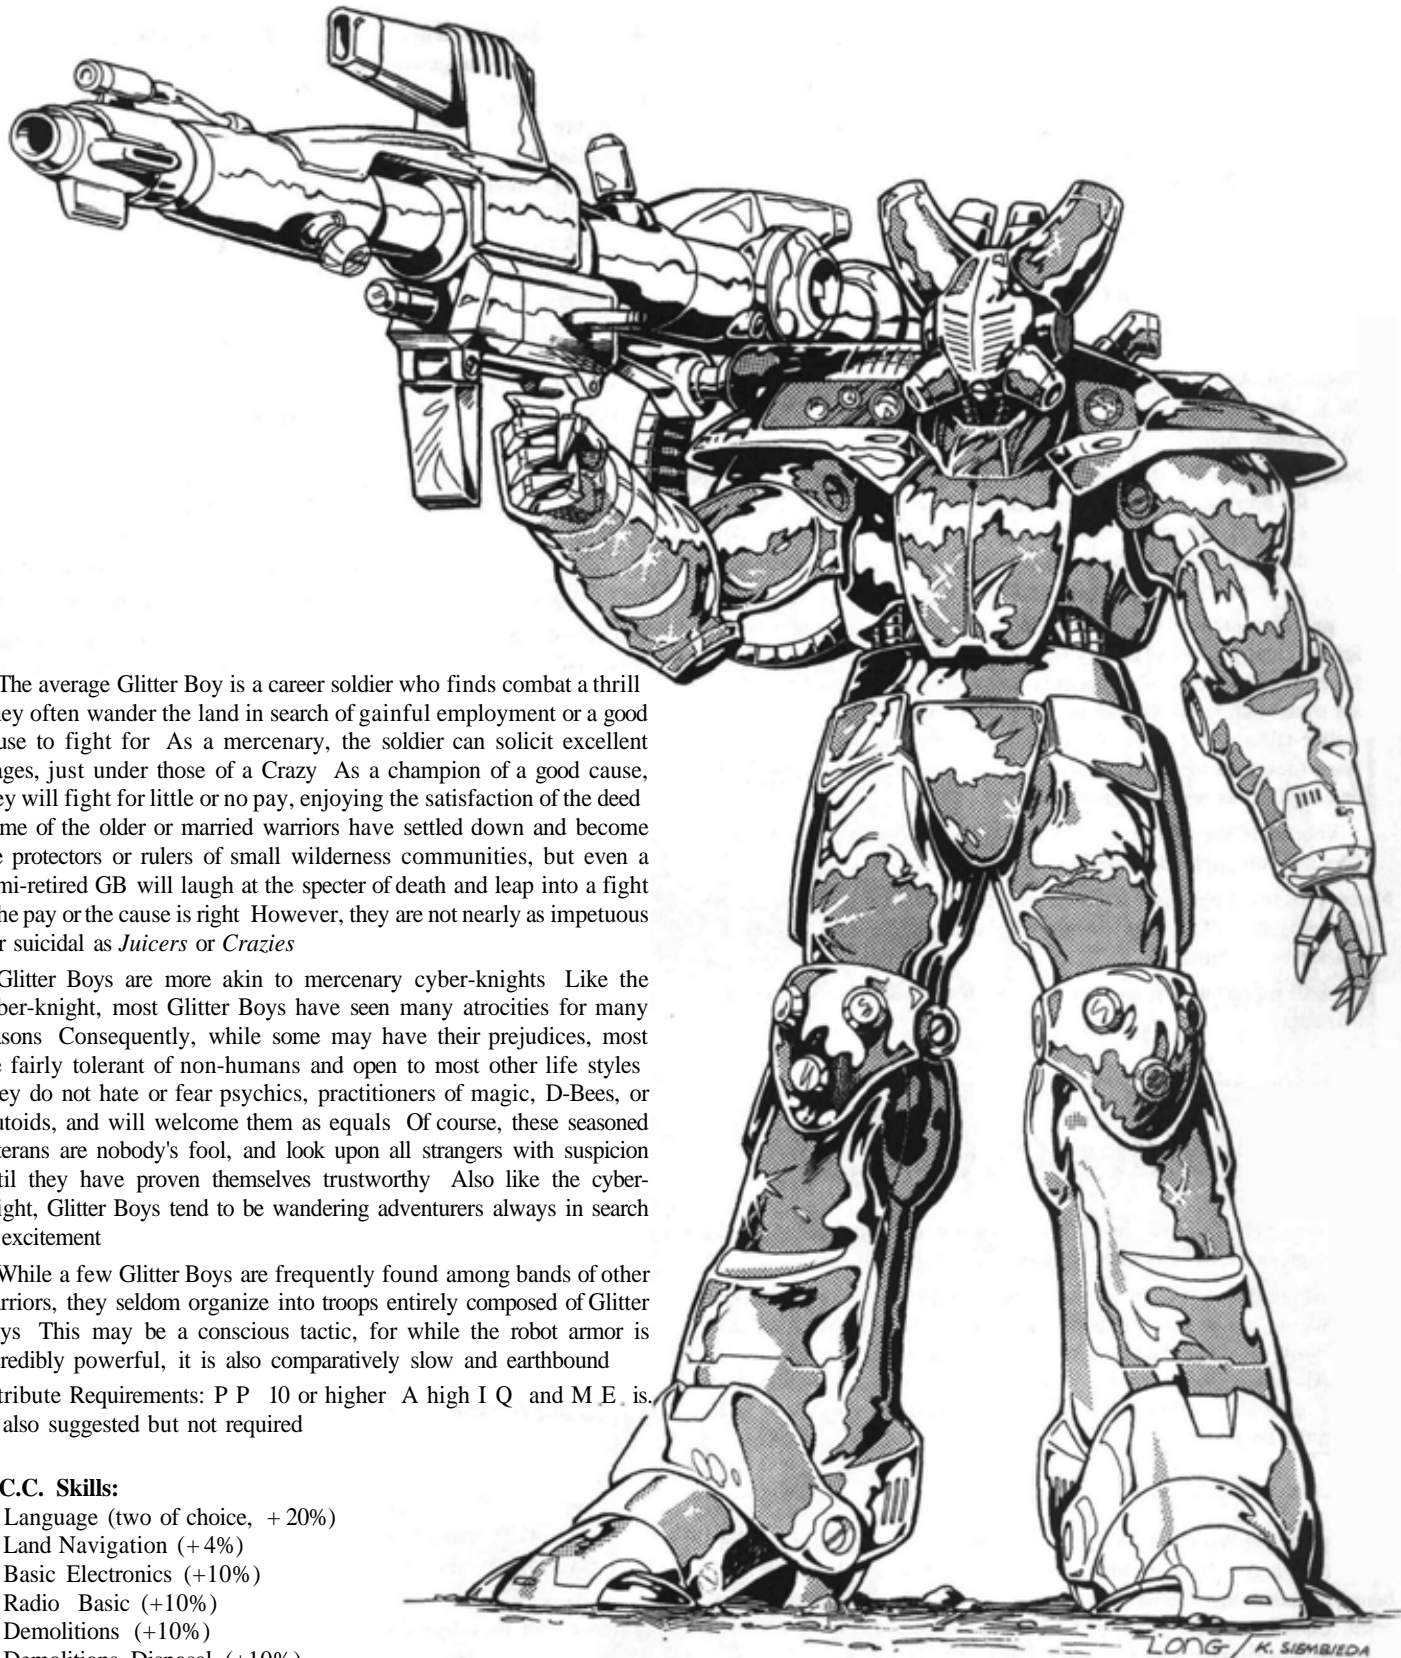 The average Glitter Boy is a career soldier who finds combat a thrill
ey often wander the land in search of gainful employment or a good
use to fight for As a mercenary, the soldier can solicit excellent
ages, just under those of a Crazy As a champion of a good cause,
ey will fight for little or no pay, enjoying the satisfaction of the deed
me of the older or married warriors have settled down and become
e protectors or rulers of small wilderness communities, but even a
mi-retired GB will laugh at the specter of death and leap into a fight
he pay or the cause is right However, they are not nearly as impetuous
r suicidal as Juicers or Crazies
Glitter Boys are more akin to mercenary cyber-knights Like the
ber-knight, most Glitter Boys have seen many atrocities for many
asons Consequently, while some may have their prejudices, most
e fairly tolerant of non-humans and open to most other life styles
ey do not hate or fear psychics, practitioners of magic, D-Bees, or
utoids, and will welcome them as equals Of course, these seasoned
terans are nobody's fool, and look upon all strangers with suspicion
til they have proven themselves trustworthy Also like the cyber-
ight, Glitter Boys tend to be wandering adventurers always in search
excitement
While a few Glitter Boys are frequently found among bands of other
rriors, they seldom organize into troops entirely composed of Glitter
ys This may be a conscious tactic, for while the robot armor is
redibly powerful, it is also comparatively slow and earthbound
tribute Requirements: P P 10 or higher A high I Q and M E is.
also suggested but not required
C.C. Skills:
Language (two of choice, + 20%)
Land Navigation (+4%)
Basic Electronics (+10%)
Radio Basic (+10%)
Demolitions (+10%)
Demolitions Disposal (+10%)
LONG / K. SIEMBIEDA